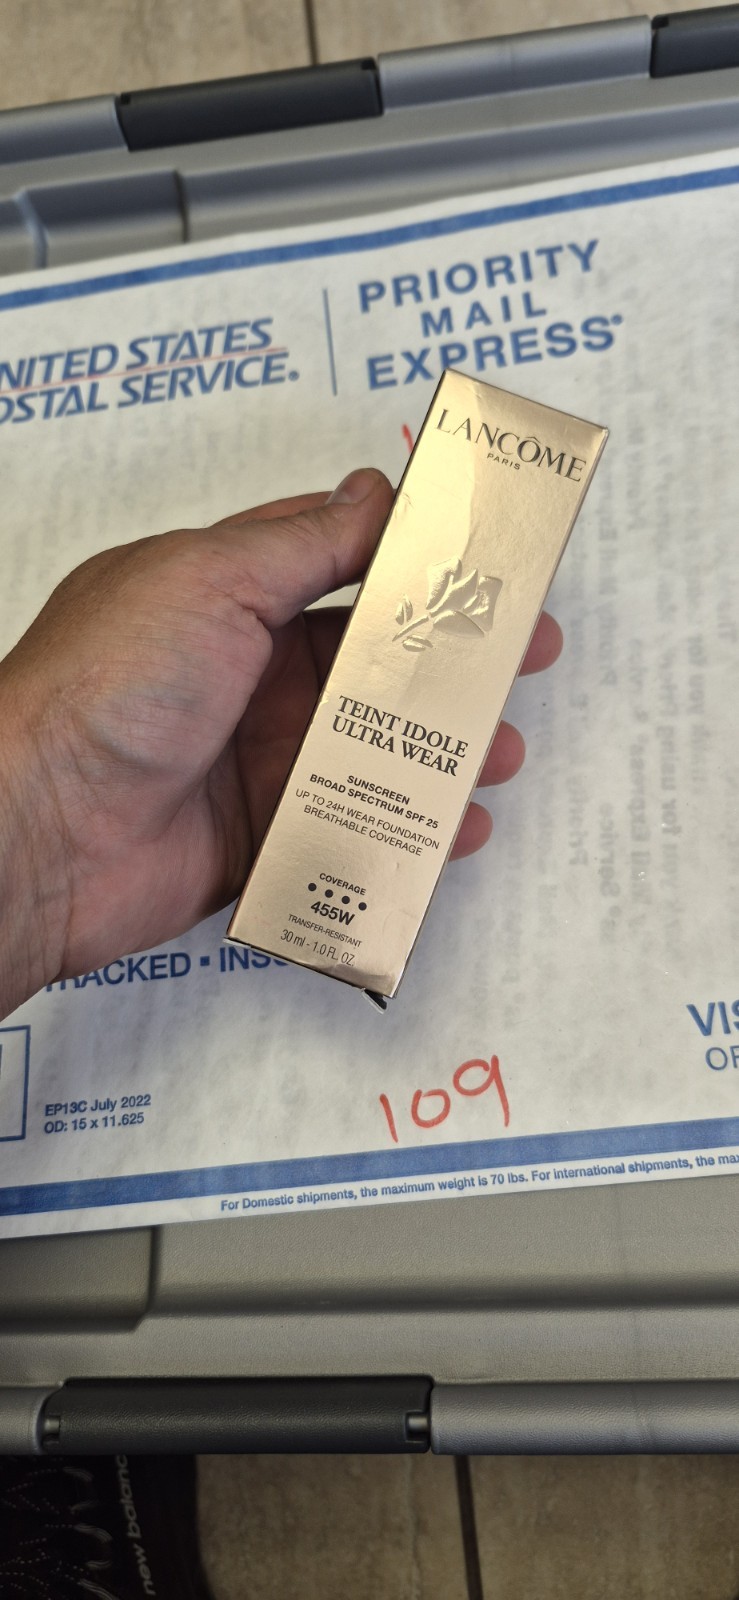 NITED STATES
OSTAL SERVICE.
PRIORITY
MAIL
EXPRESS
LANCÔME
PARIS
TEINT IDOLE
ULTRA WEAR
SUNSCREEN
BROAD SPECTRUM SPF 25
UP TO 24H WEAR FOUNDATION
BREATHABLE COVERAGE
COVERAGE
455W
TRANSFER-RESISTANT
30 ml - 1.0 FL. OZ.
TRACKED ▪ INS
VIS
OF
EP13C July 2022
OD: 15 x 11.625
109
For Domestic shipments, the maximum weight is 70 lbs. For international shipments, the ma
new balanc